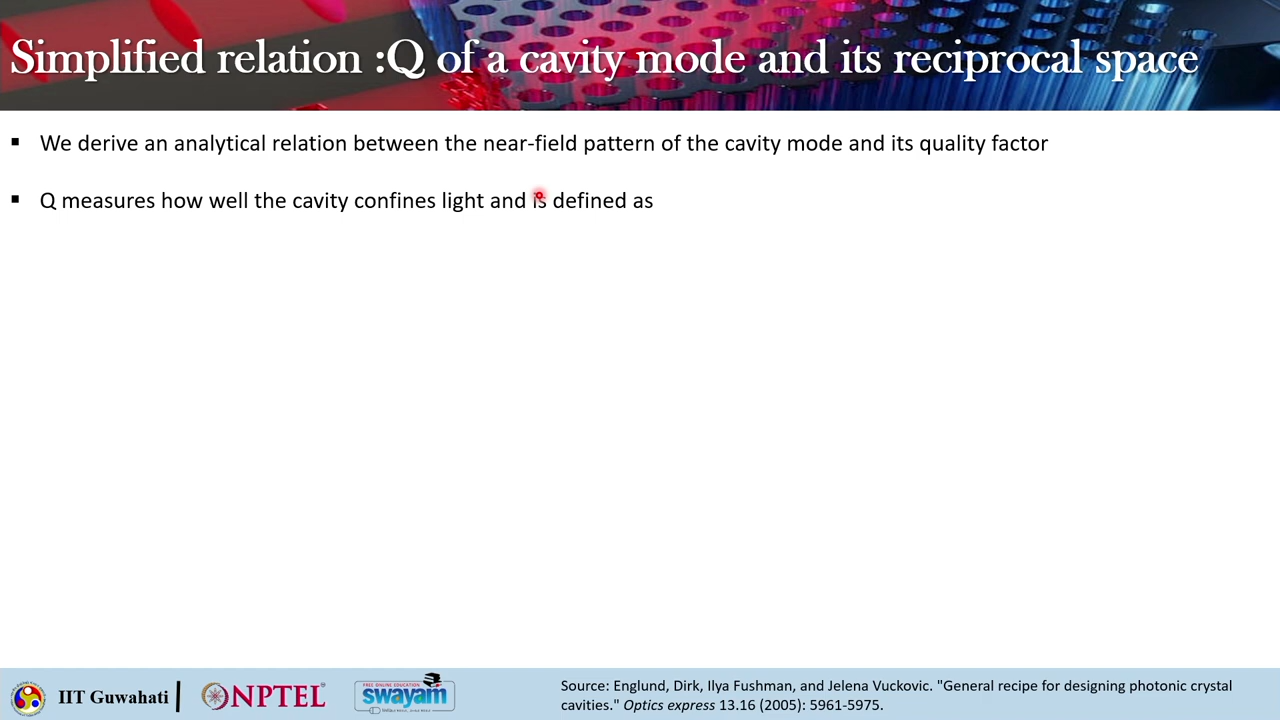 Simplified relation :Q of a cavity mode and its reciprocal space
▪ We derive an analytical relation between the near-field pattern of the cavity mode and its quality factor
▪ Q measures how well the cavity confines light and is defined as
IIT Guwahati
NPTEL
FREE ONLINE EDUCATION
swayam
Source: Englund, Dirk, Ilya Fushman, and Jelena Vuckovic. "General recipe for designing photonic crystal
cavities." Optics express 13.16 (2005): 5961-5975.